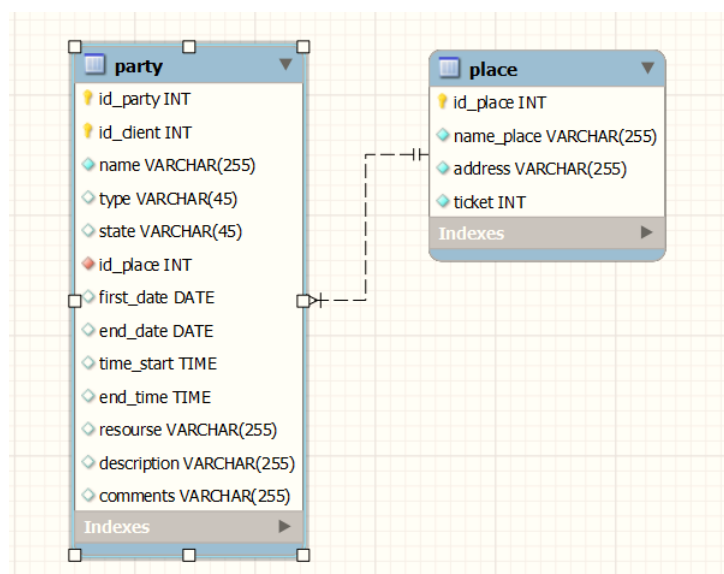 party
id_party INT
id_client INT
name VARCHAR(255)
type VARCHAR(45)
state VARCHAR(45)
id_place INT
first_date DATE
end_date DATE
time_start TIME
end_time TIME
resourse VARCHAR(255)
description VARCHAR(255)
comments VARCHAR(255)
Indexes
place
id_place INT
name_place VARCHAR(255)
address VARCHAR(255)
ticket INT
Indexes